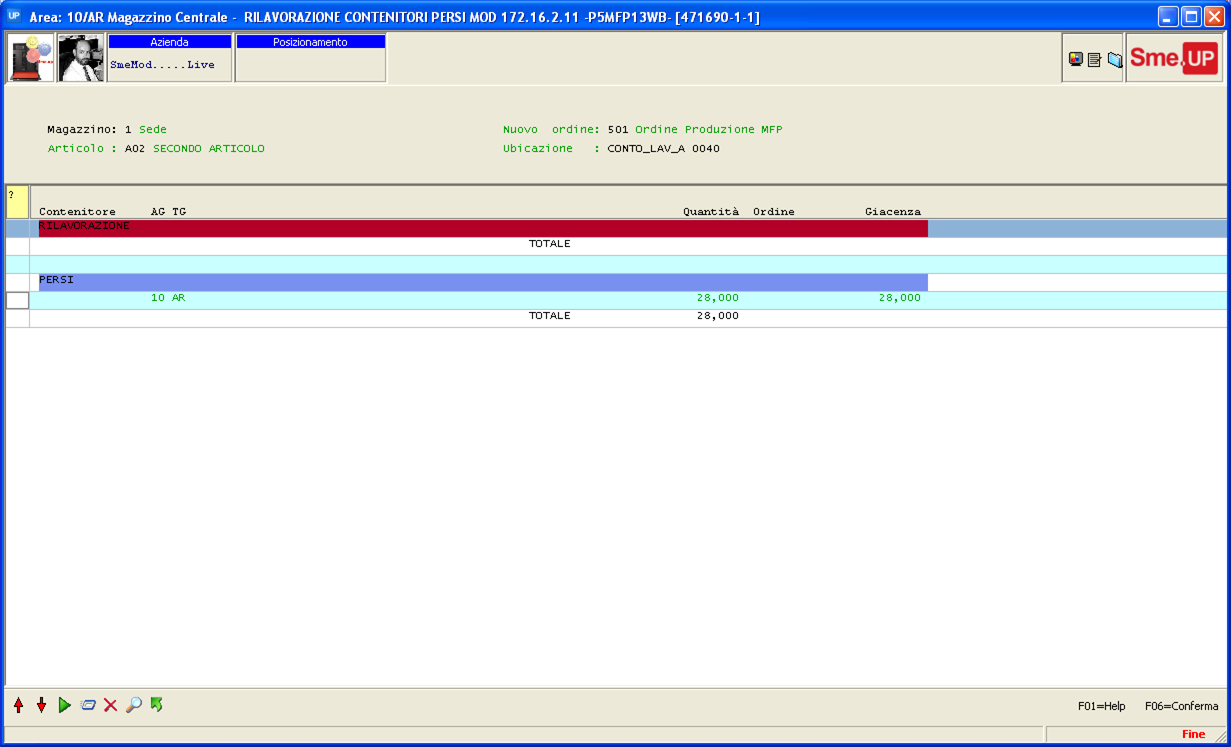 UP Area: 10/AR Magazzino Centrale - RILAVORAZIONE CONTENITORI PERSI MOD 172.16.2.11 -P5MFP13WB- [471690-1-1]
Azienda
Posizionamento
SmeMod.....Live
Sme.UP
Magazzino: 1 Sede
Nuovo ordine: 501 Ordine Produzione MFP
Articolo : A02 SECONDO ARTICOLO
Ubicazione : CONTO_LAV_A 0040
?
Contenitore AG TG Quantità Ordine Giacenza
RILAVORAZIONE
TOTALE
PERSI
10 AR 28,000 28,000
TOTALE 28,000
F01=Help F06=Conferma
Fine